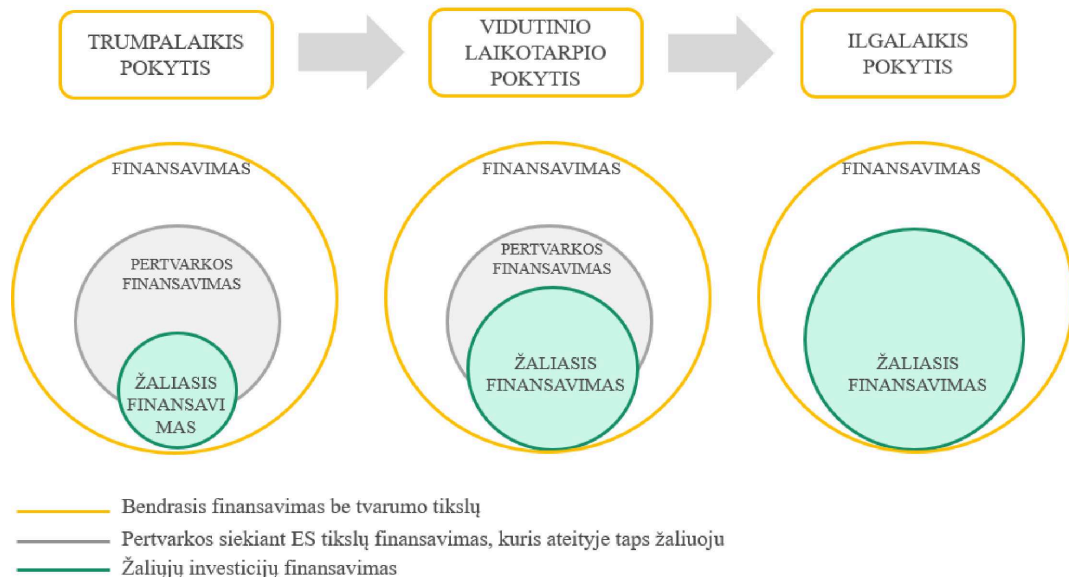 TRUMPALAIKIS
POKYTIS
VIDUTINIO
LAIKOTARPIO
POKYTIS
ILGALAIKIS
POKYTIS
FINANSAVIMAS
PERTVARKOS
FINANSAVIMAS
ŽALIASIS
FINANSAVI
MAS
FINANSAVIMAS
PERTVARKOS
FINANSAVIMAS
ŽALIASIS
FINANSAVIMAS
FINANSAVIMAS
ŽALIASIS
FINANSAVIMAS
Bendrasis finansavimas be tvarumo tikslų
Pertvarkos siekiant ES tikslų finansavimas, kuris ateityje taps žaliuoju
Žaliųjų investicijų finansavimas